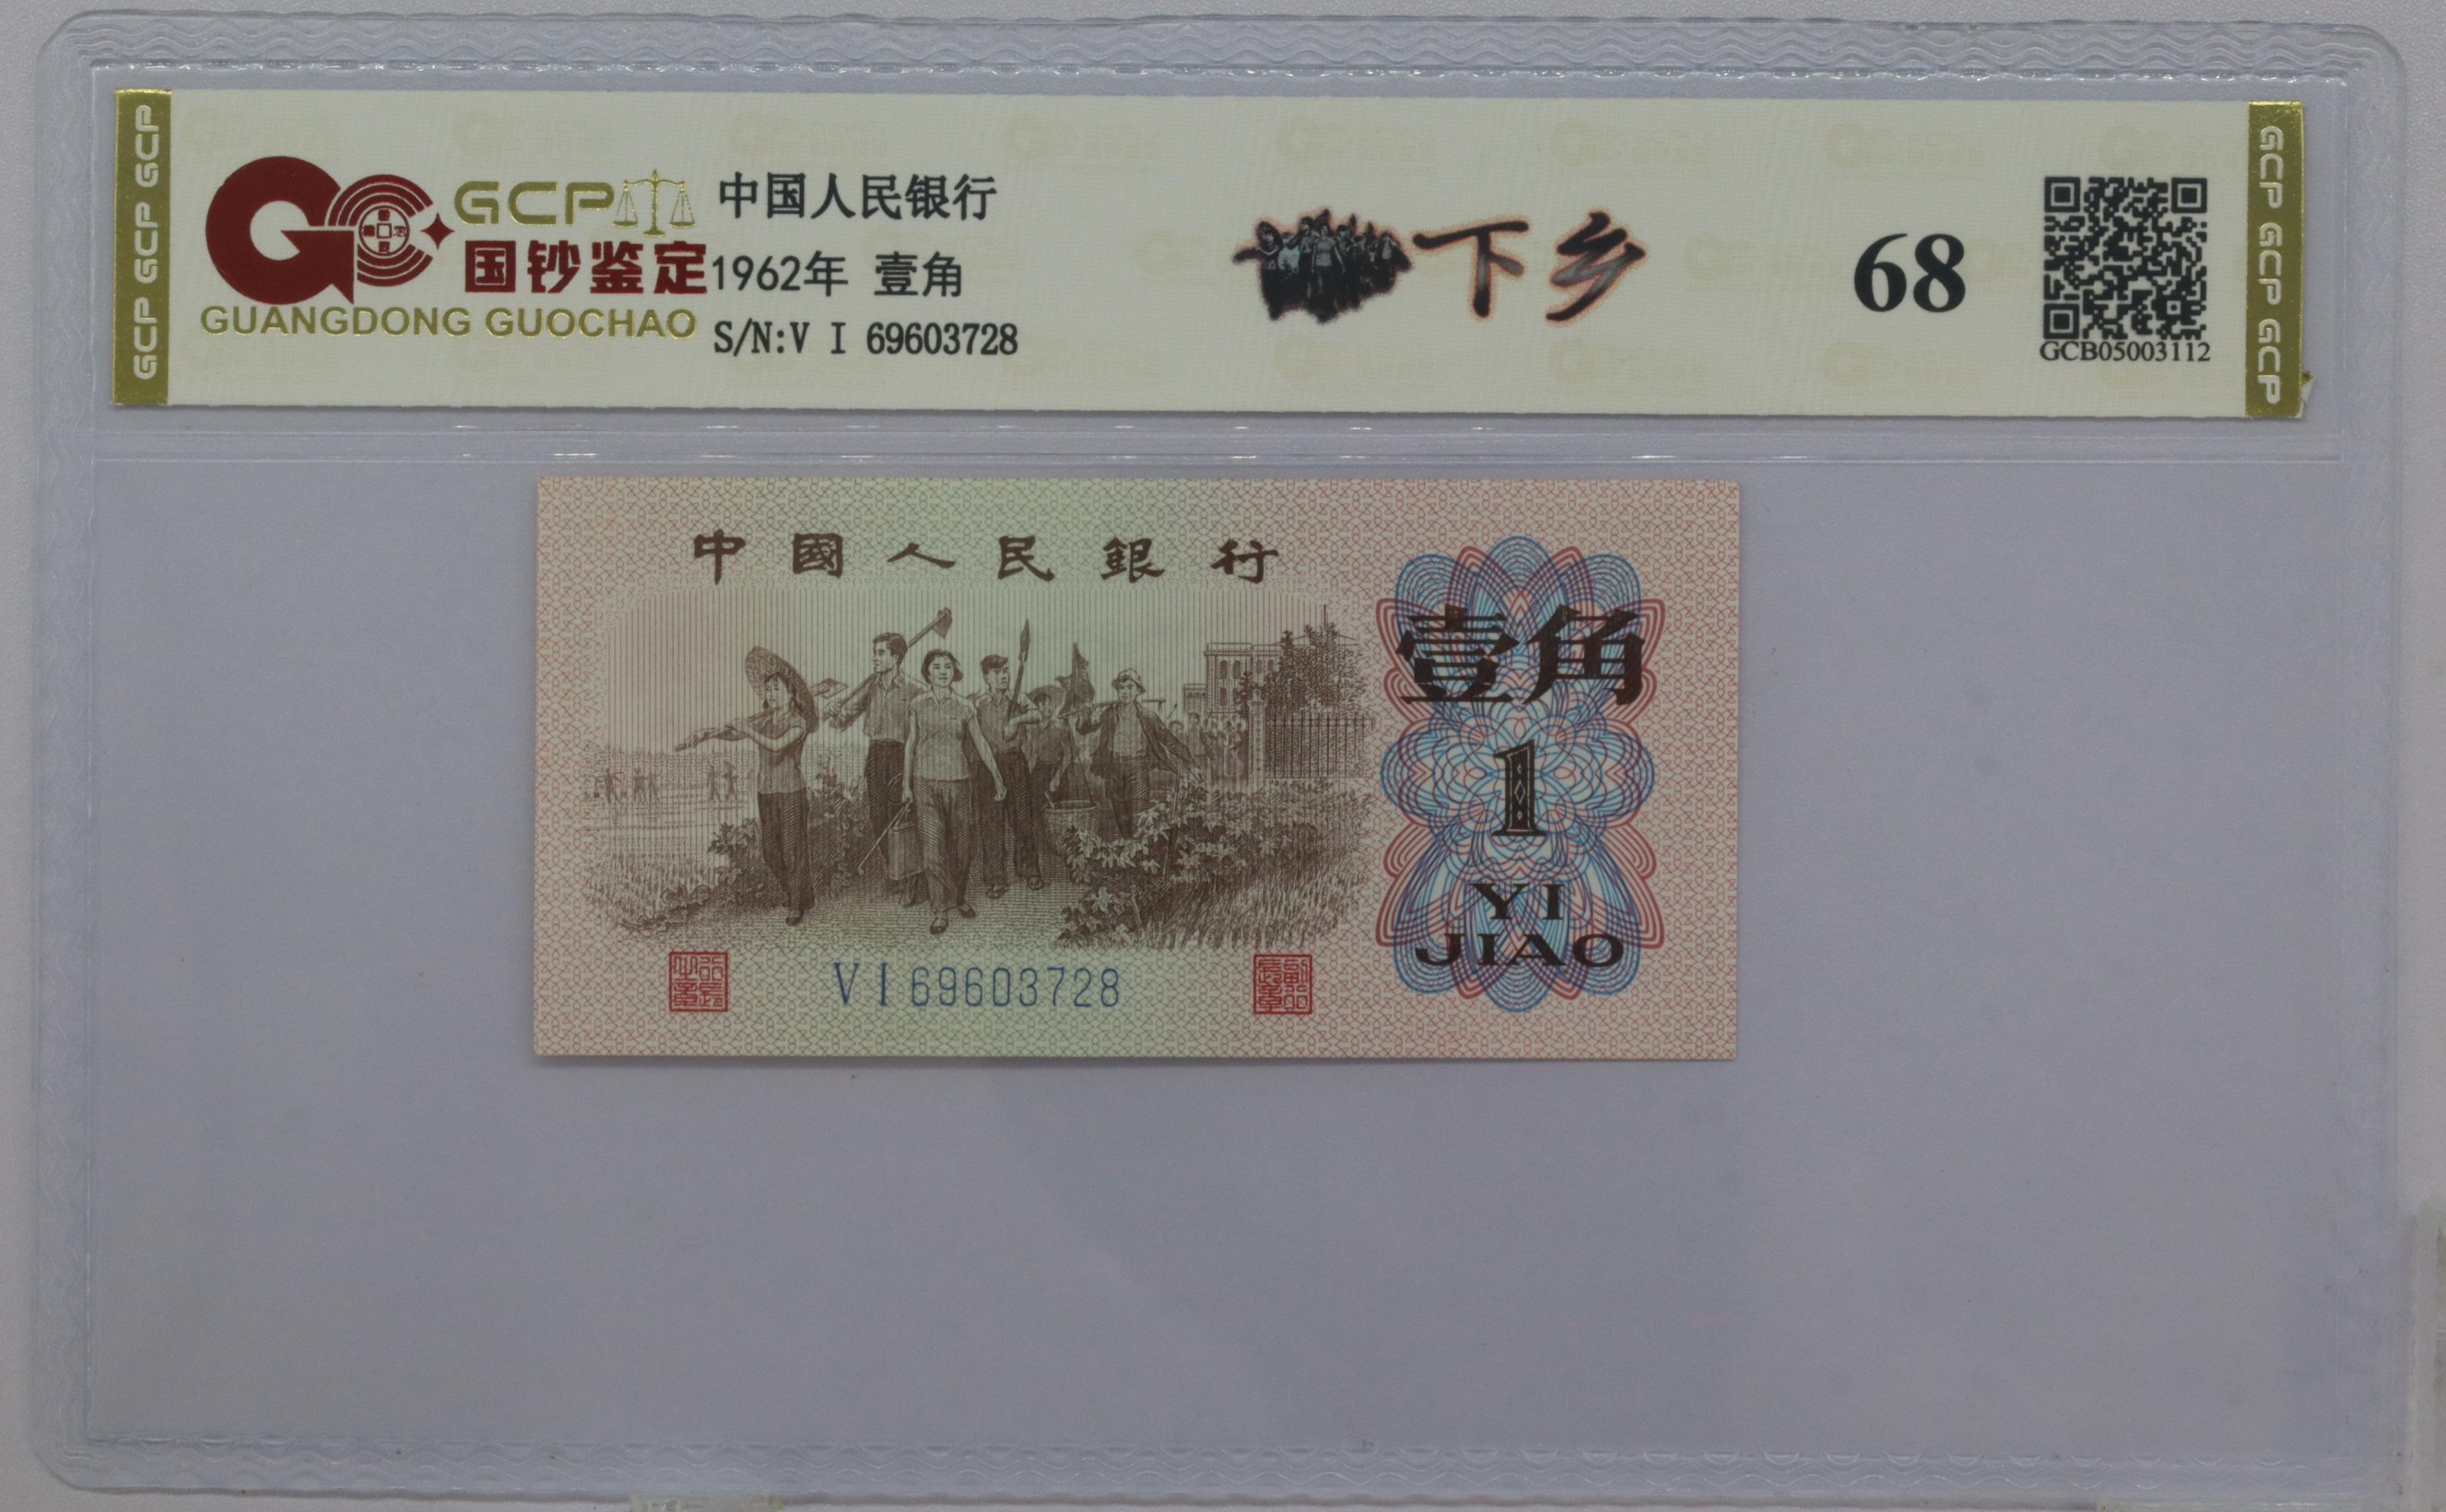 GCP GCP GCP
GCP
国钞鉴定
GUANGDONG GUOCHAO
中国人民银行
1962年 壹角
S/N:V I 69603728
下乡
68
GCB05003112
GCP GCP GCP
中國人民銀行
壹角
1
YI
JIAO
VI 69603728